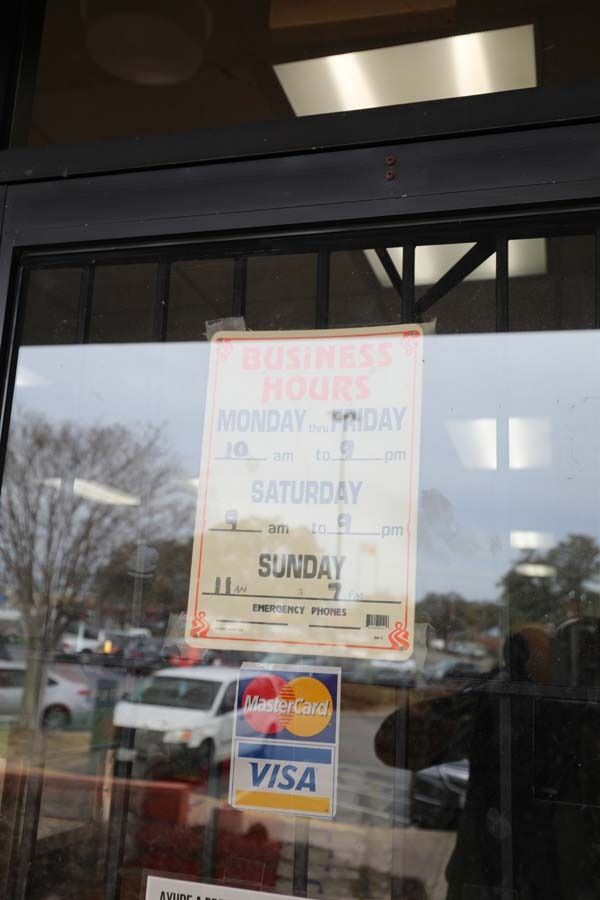 BUSINESS
HOURS
MONDAY thru FRIDAY
10 am to 9 pm
SATURDAY
9 am to 9 pm
SUNDAY
11 AM 7 PM
EMERGENCY PHONES
MasterCard
VISA